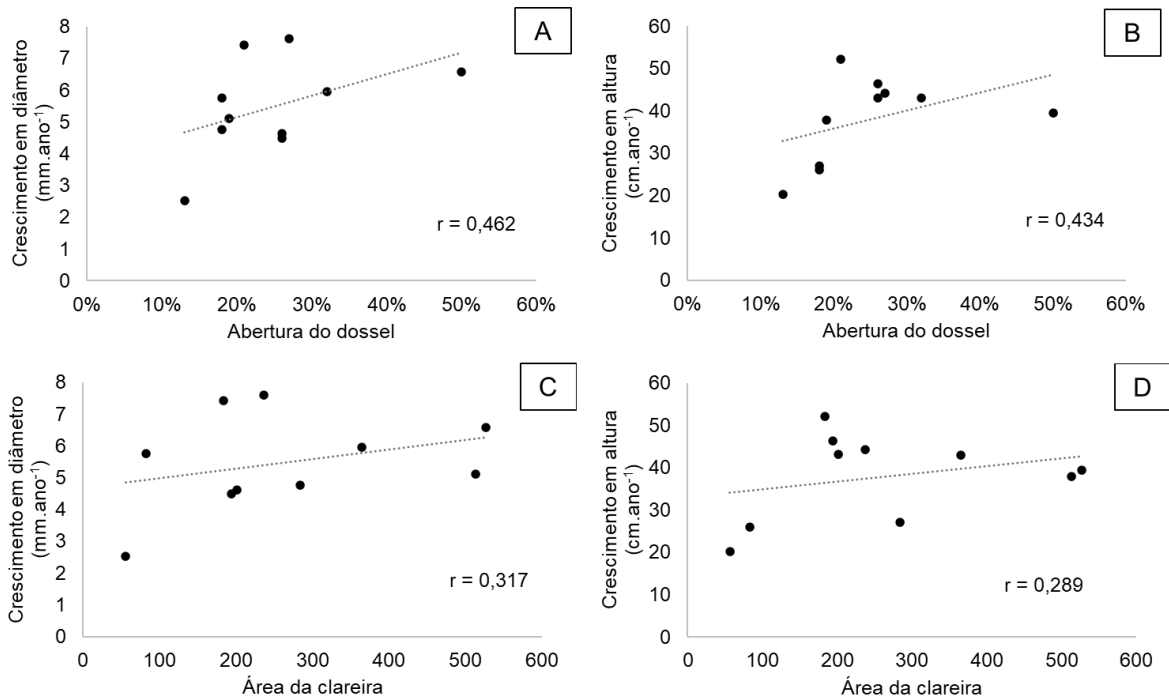 A
Crescimento em diâmetro
(mm.ano⁻¹)
8
7
6
5
4
3
2
1
0
r = 0,462
0% 10% 20% 30% 40% 50% 60%
Abertura do dossel
B
Crescimento em altura
(cm.ano⁻¹)
60
50
40
30
20
10
0
r = 0,434
0% 10% 20% 30% 40% 50% 60%
Abertura do dossel
C
Crescimento em diâmetro
(mm.ano⁻¹)
8
7
6
5
4
3
2
1
0
r = 0,317
0 100 200 300 400 500 600
Área da clareira
D
Crescimento em altura
(cm.ano⁻¹)
60
50
40
30
20
10
0
r = 0,289
0 100 200 300 400 500 600
Área da clareira